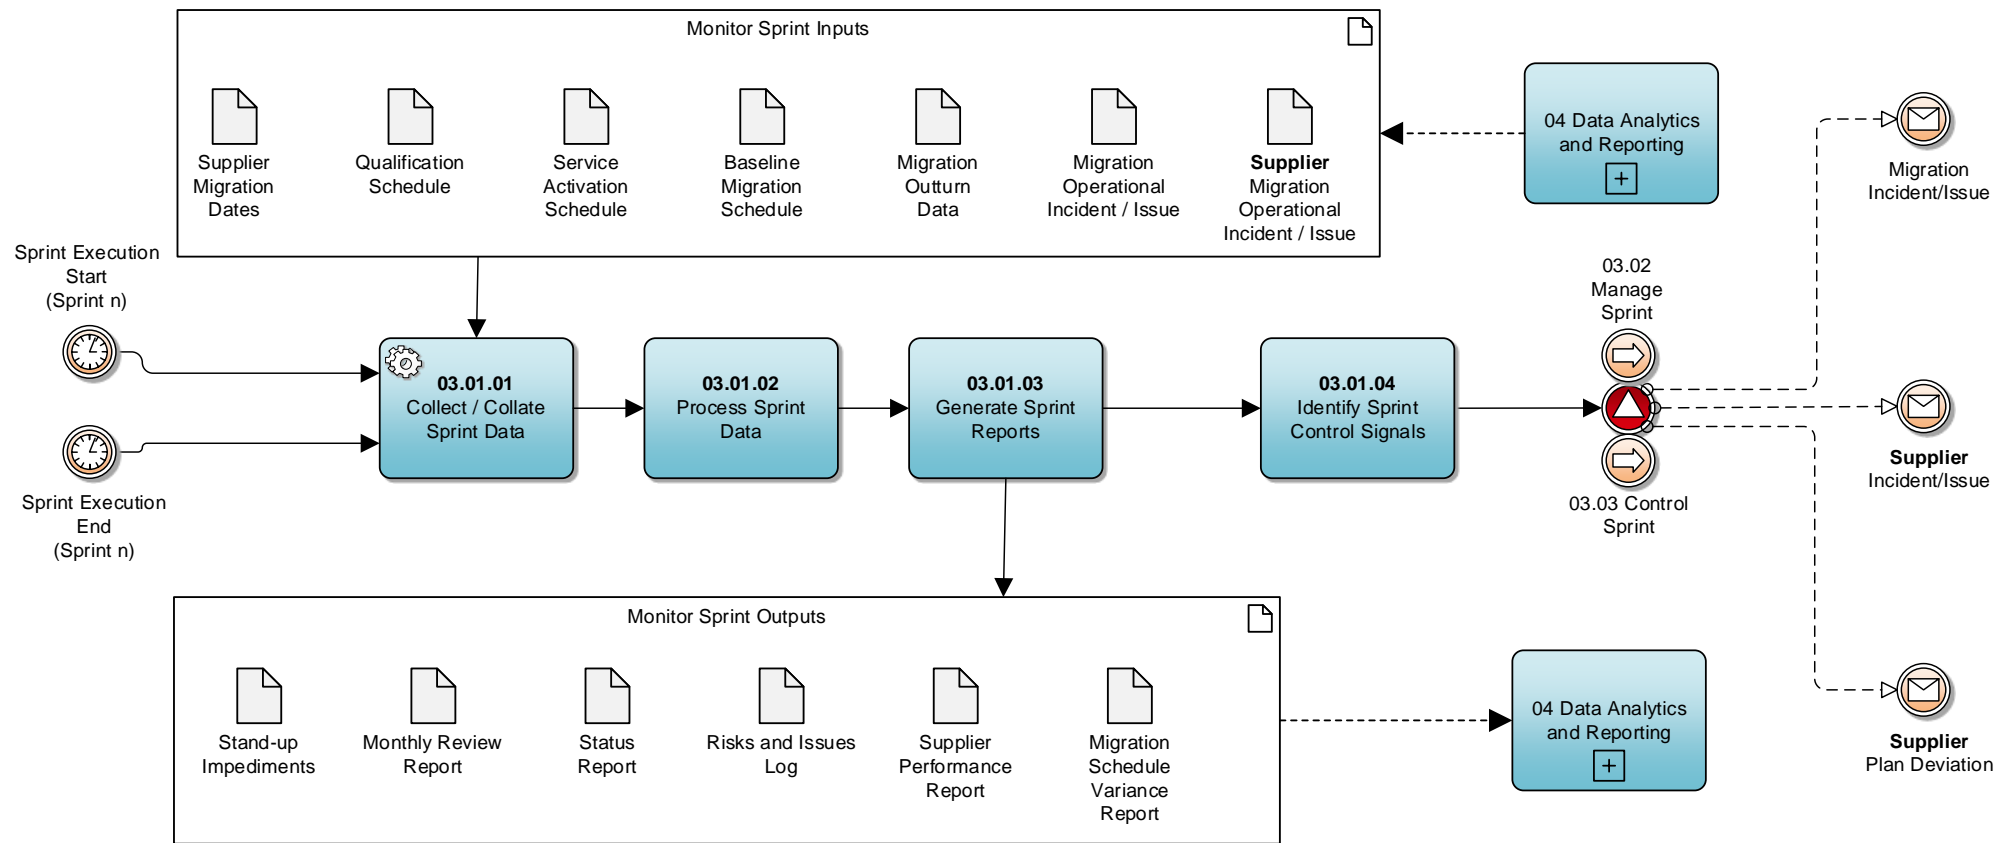 Monitor Sprint Inputs
Supplier
Migration
Dates
Qualification
Schedule
Service
Activation
Schedule
Baseline
Migration
Schedule
Migration
Outturn
Data
Migration
Operational
Incident / Issue
Supplier
Migration
Operational
Incident / Issue
04 Data Analytics
and Reporting
Migration
Incident/Issue
Sprint Execution
Start
(Sprint n)
03.01.01
Collect / Collate
Sprint Data
03.01.02
Process Sprint
Data
03.01.03
Generate Sprint
Reports
03.01.04
Identify Sprint
Control Signals
03.02
Manage
Sprint
03.03 Control
Sprint
Supplier
Incident/Issue
Sprint Execution
End
(Sprint n)
Monitor Sprint Outputs
Stand-up
Impediments
Monthly Review
Report
Status
Report
Risks and Issues
Log
Supplier
Performance
Report
Migration
Schedule
Variance
Report
04 Data Analytics
and Reporting
Supplier
Plan Deviation